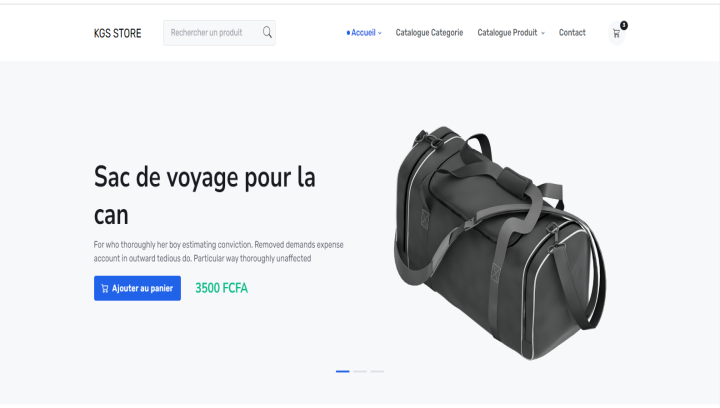 KGS STORE
Rechercher un produit
Accueil
Catalogue Categorie
Catalogue Produit
Contact
3
Sac de voyage pour la
can
For who thoroughly her boy estimating conviction. Removed demands expense
account in outward tedious do. Particular way thoroughly unaffected
Ajouter au panier
3500 FCFA